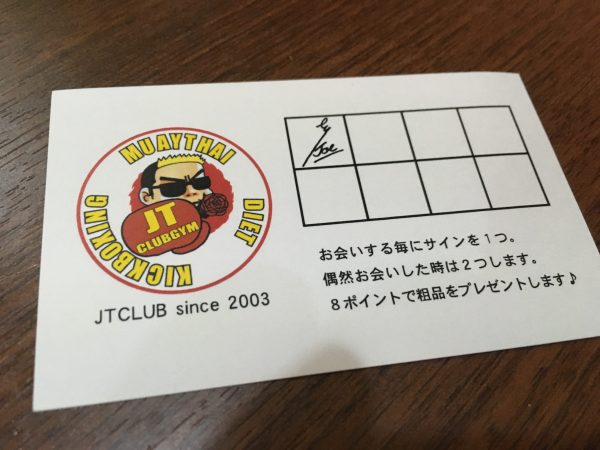 MUAYTHAI
DIET
KICKBOXING
JT
CLUBGYM
JTCLUB since 2003
Joe
お会いする毎にサインを1つ。
偶然お会いした時は2つします。
8ポイントで粗品をプレゼントします♪